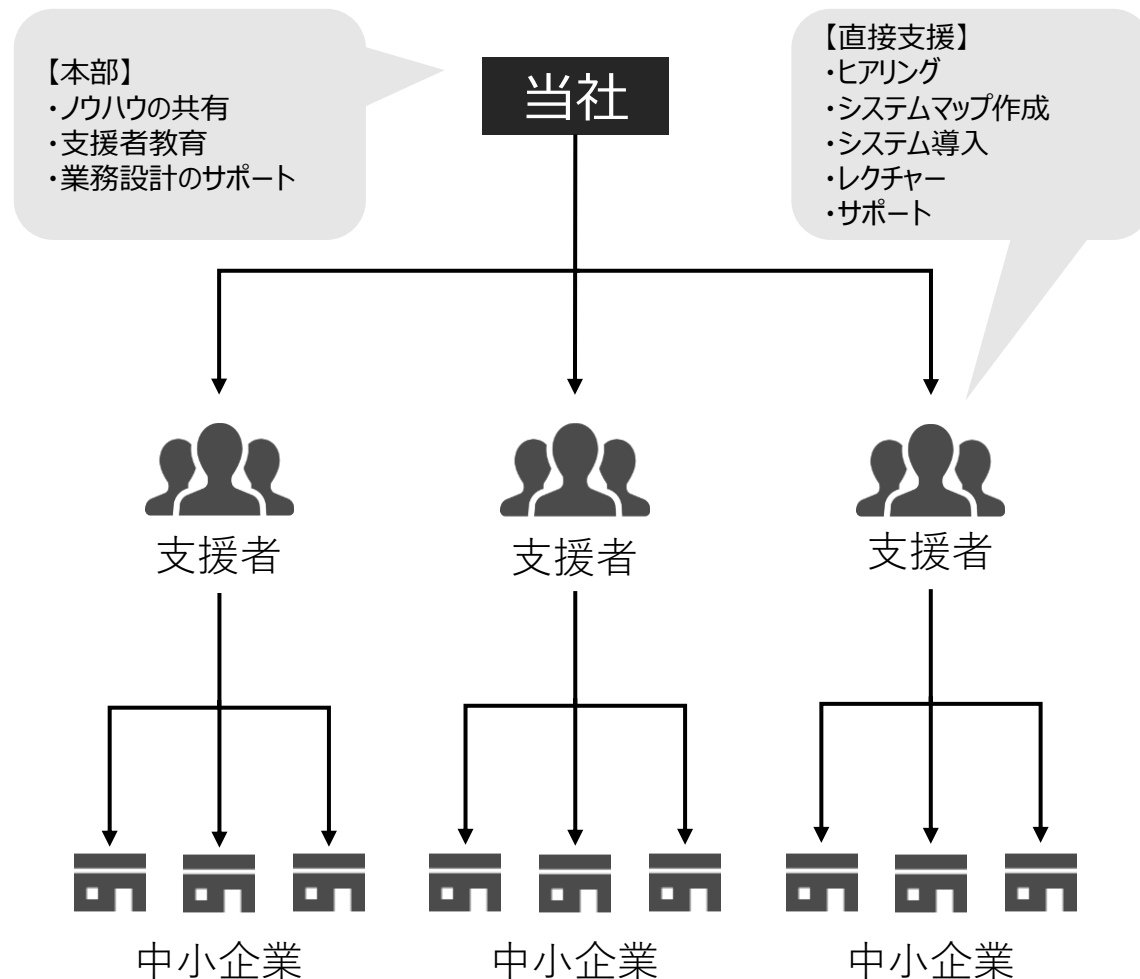 【本部】
・ノウハウの共有
・支援者教育
・業務設計のサポート
当社
【直接支援】
・ヒアリング
・システムマップ作成
・システム導入
・レクチャー
・サポート
支援者
支援者
支援者
中小企業
中小企業
中小企業